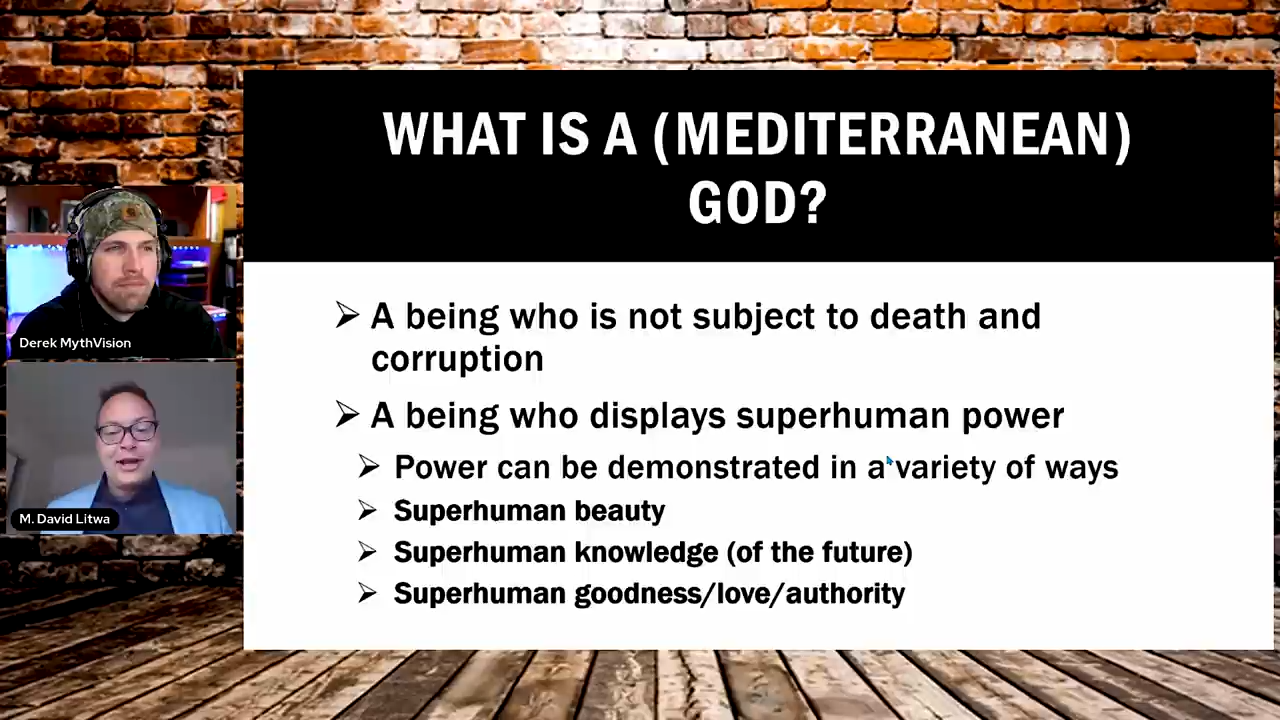 WHAT IS A (MEDITERRANEAN)
GOD?
A being who is not subject to death and
corruption
A being who displays superhuman power
Power can be demonstrated in a variety of ways
Superhuman beauty
Superhuman knowledge (of the future)
Superhuman goodness/love/authority
Derek MythVision
M. David Litwa